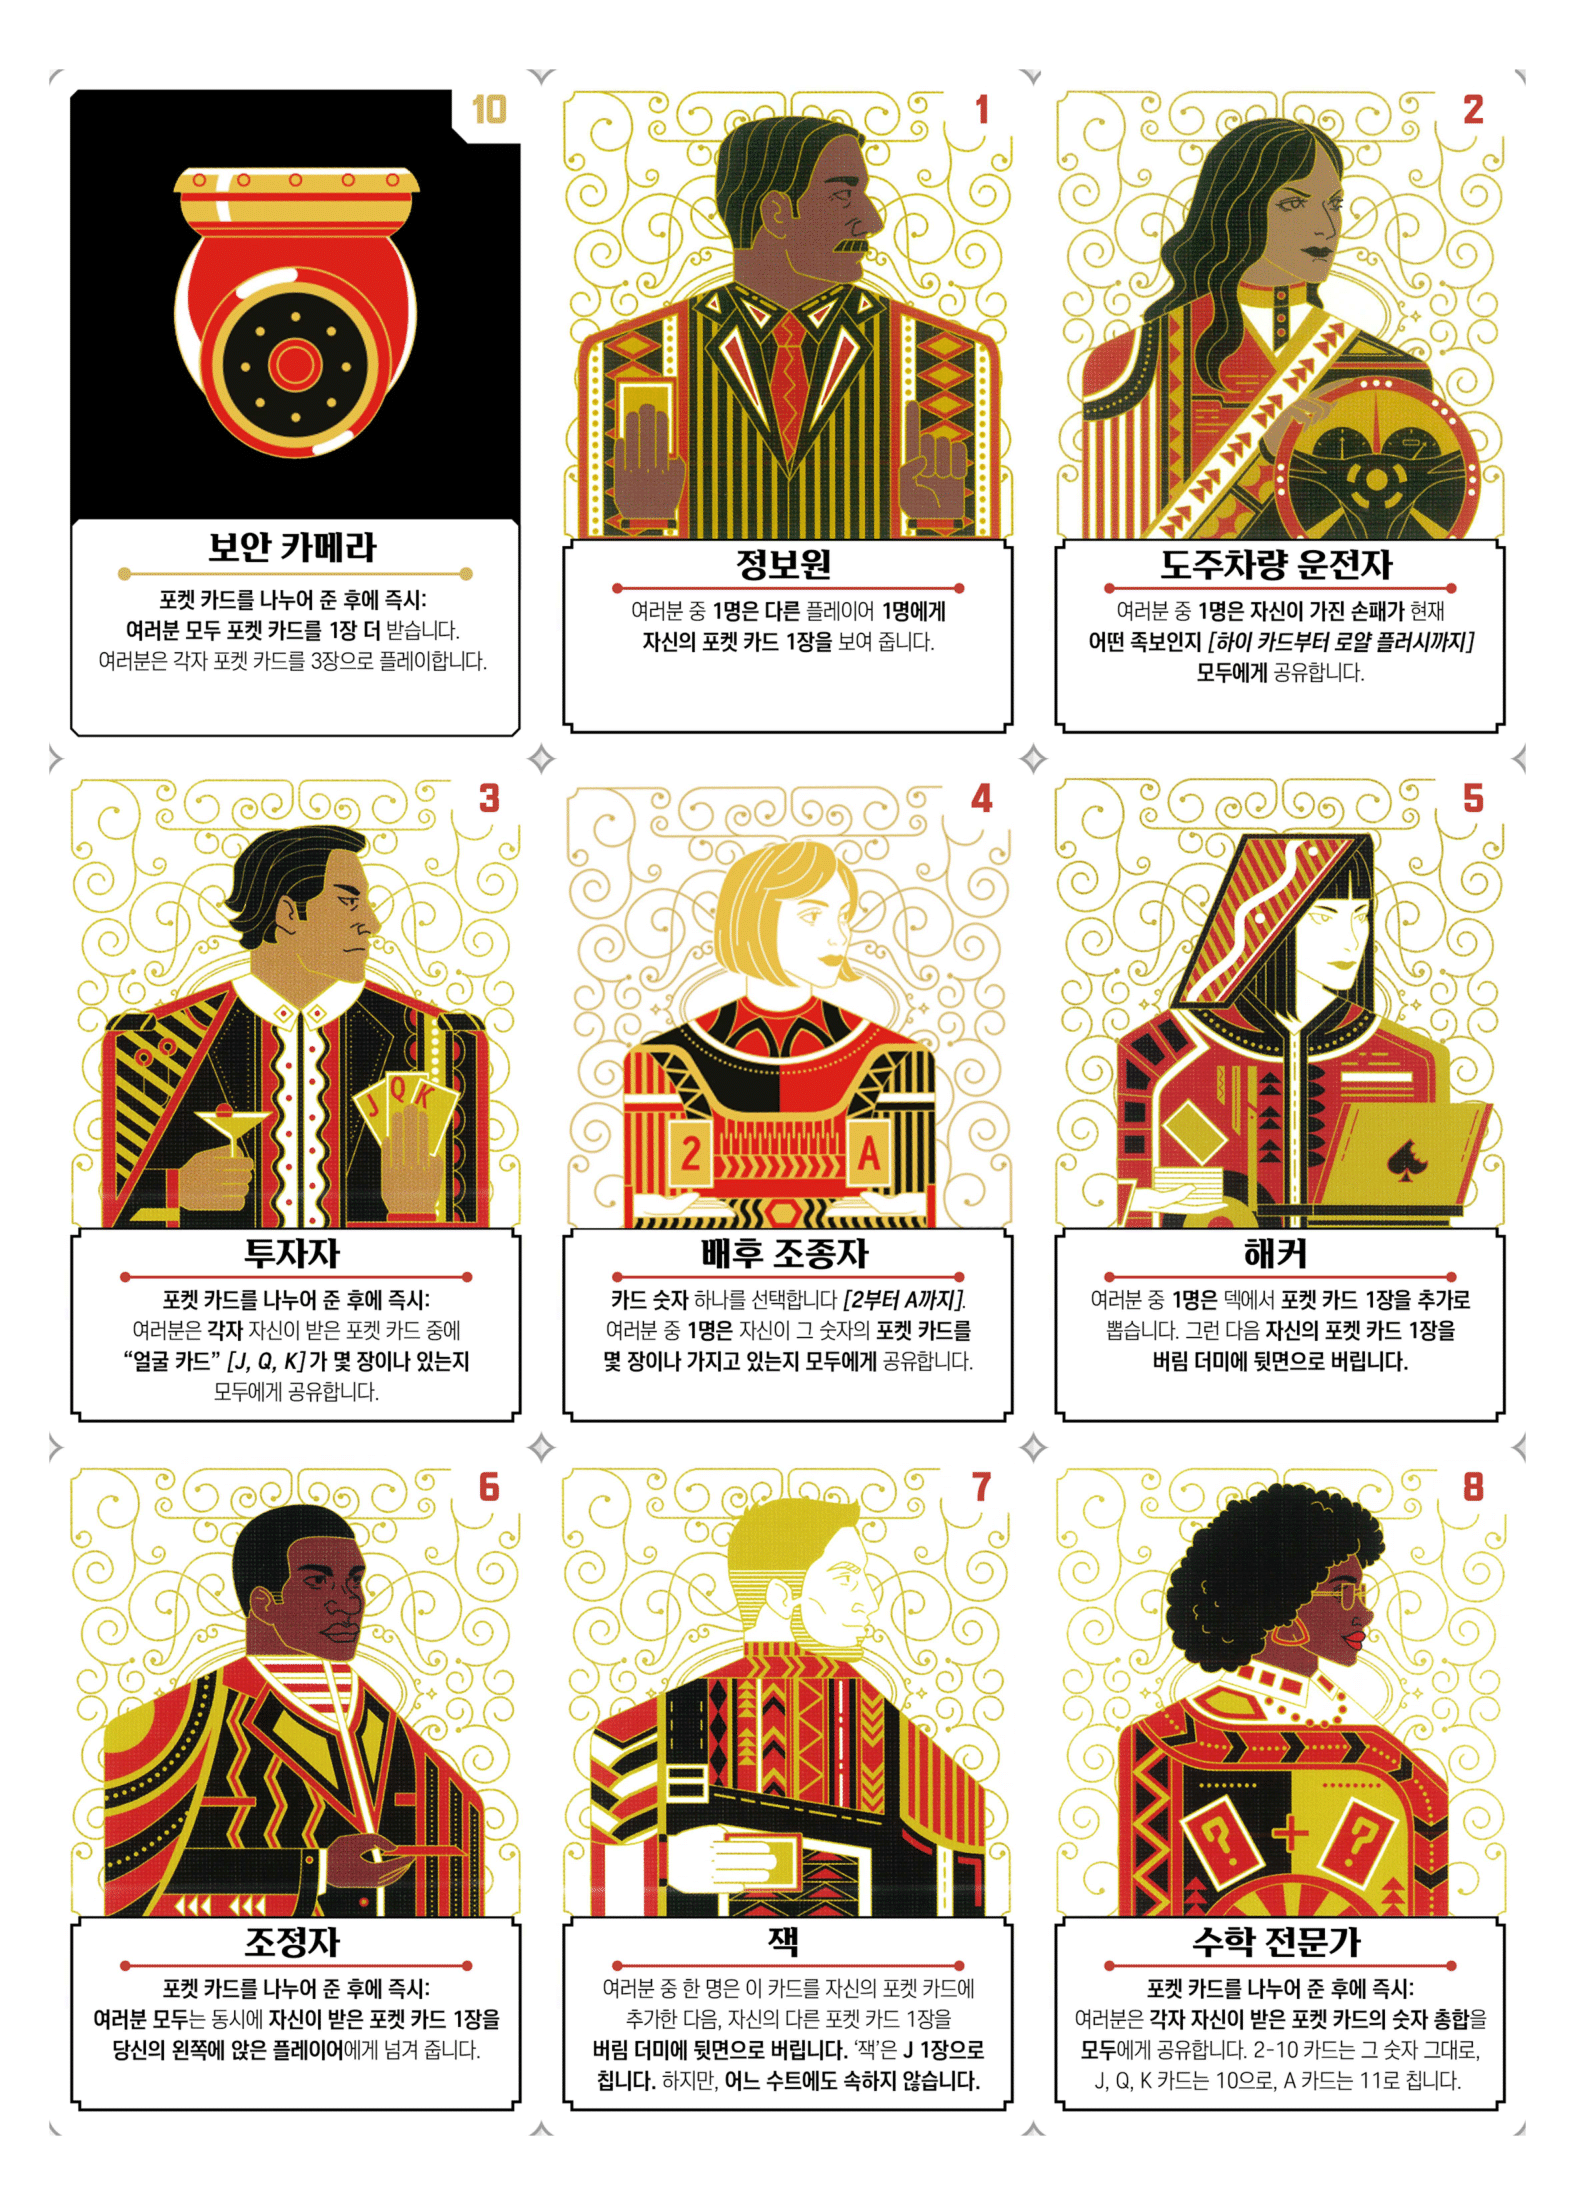 10
보안 카메라
포켓 카드를 나누어 준 후에 즉시:
여러분 모두 포켓 카드를 1장 더 받습니다.
여러분은 각자 포켓 카드를 3장으로 플레이합니다.
1
정보원
여러분 중 1명은 다른 플레이어 1명에게
자신의 포켓 카드 1장을 보여 줍니다.
2
도주차량 운전자
여러분 중 1명은 자신이 가진 손패가 현재
어떤 족보인지 [하이 카드부터 로얄 플러시까지]
모두에게 공유합니다.
3
J Q K
투자자
포켓 카드를 나누어 준 후에 즉시:
여러분은 각자 자신이 받은 포켓 카드 중에
“얼굴 카드” [J, Q, K]가 몇 장이나 있는지
모두에게 공유합니다.
4
2 A
배후 조종자
카드 숫자 하나를 선택합니다 [2부터 A까지].
여러분 중 1명은 자신이 그 숫자의 포켓 카드를
몇 장이나 가지고 있는지 모두에게 공유합니다.
5
해커
여러분 중 1명은 덱에서 포켓 카드 1장을 추가로
뽑습니다. 그런 다음 자신의 포켓 카드 1장을
버림 더미에 뒷면으로 버립니다.
6
조정자
포켓 카드를 나누어 준 후에 즉시:
여러분 모두는 동시에 자신이 받은 포켓 카드 1장을
당신의 왼쪽에 앉은 플레이어에게 넘겨 줍니다.
7
잭
여러분 중 한 명은 이 카드를 자신의 포켓 카드에
추가한 다음, 자신의 다른 포켓 카드 1장을
버림 더미에 뒷면으로 버립니다. ‘잭’은 J 1장으로
칩니다. 하지만, 어느 수트에도 속하지 않습니다.
8
? + ?
수학 전문가
포켓 카드를 나누어 준 후에 즉시:
여러분은 각자 자신이 받은 포켓 카드의 숫자 총합을
모두에게 공유합니다. 2-10 카드는 그 숫자 그대로,
J, Q, K 카드는 10으로, A 카드는 11로 칩니다.